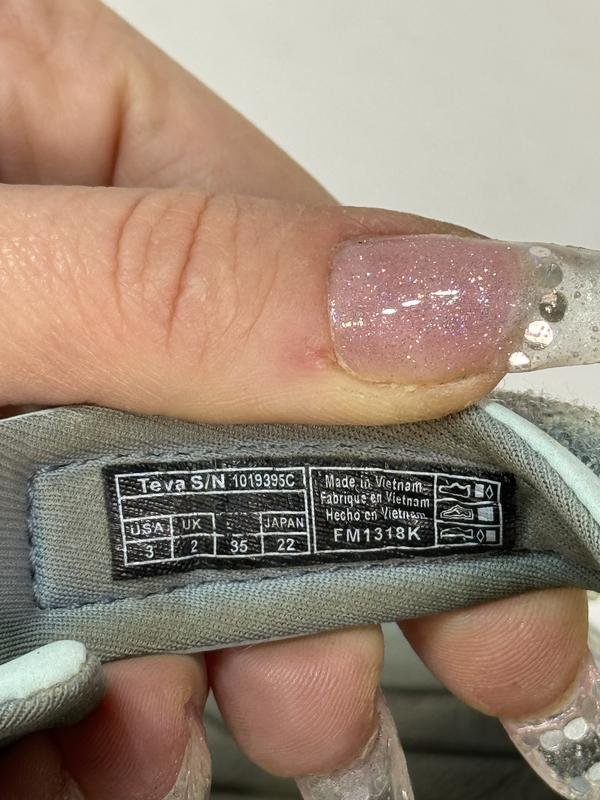 Teva S/N 1019395C
USA UK JAPAN
3 2 35 22
Made in Vietnam
Fabriqué en Vietnam
Hecho en Vietnam
FM1318K